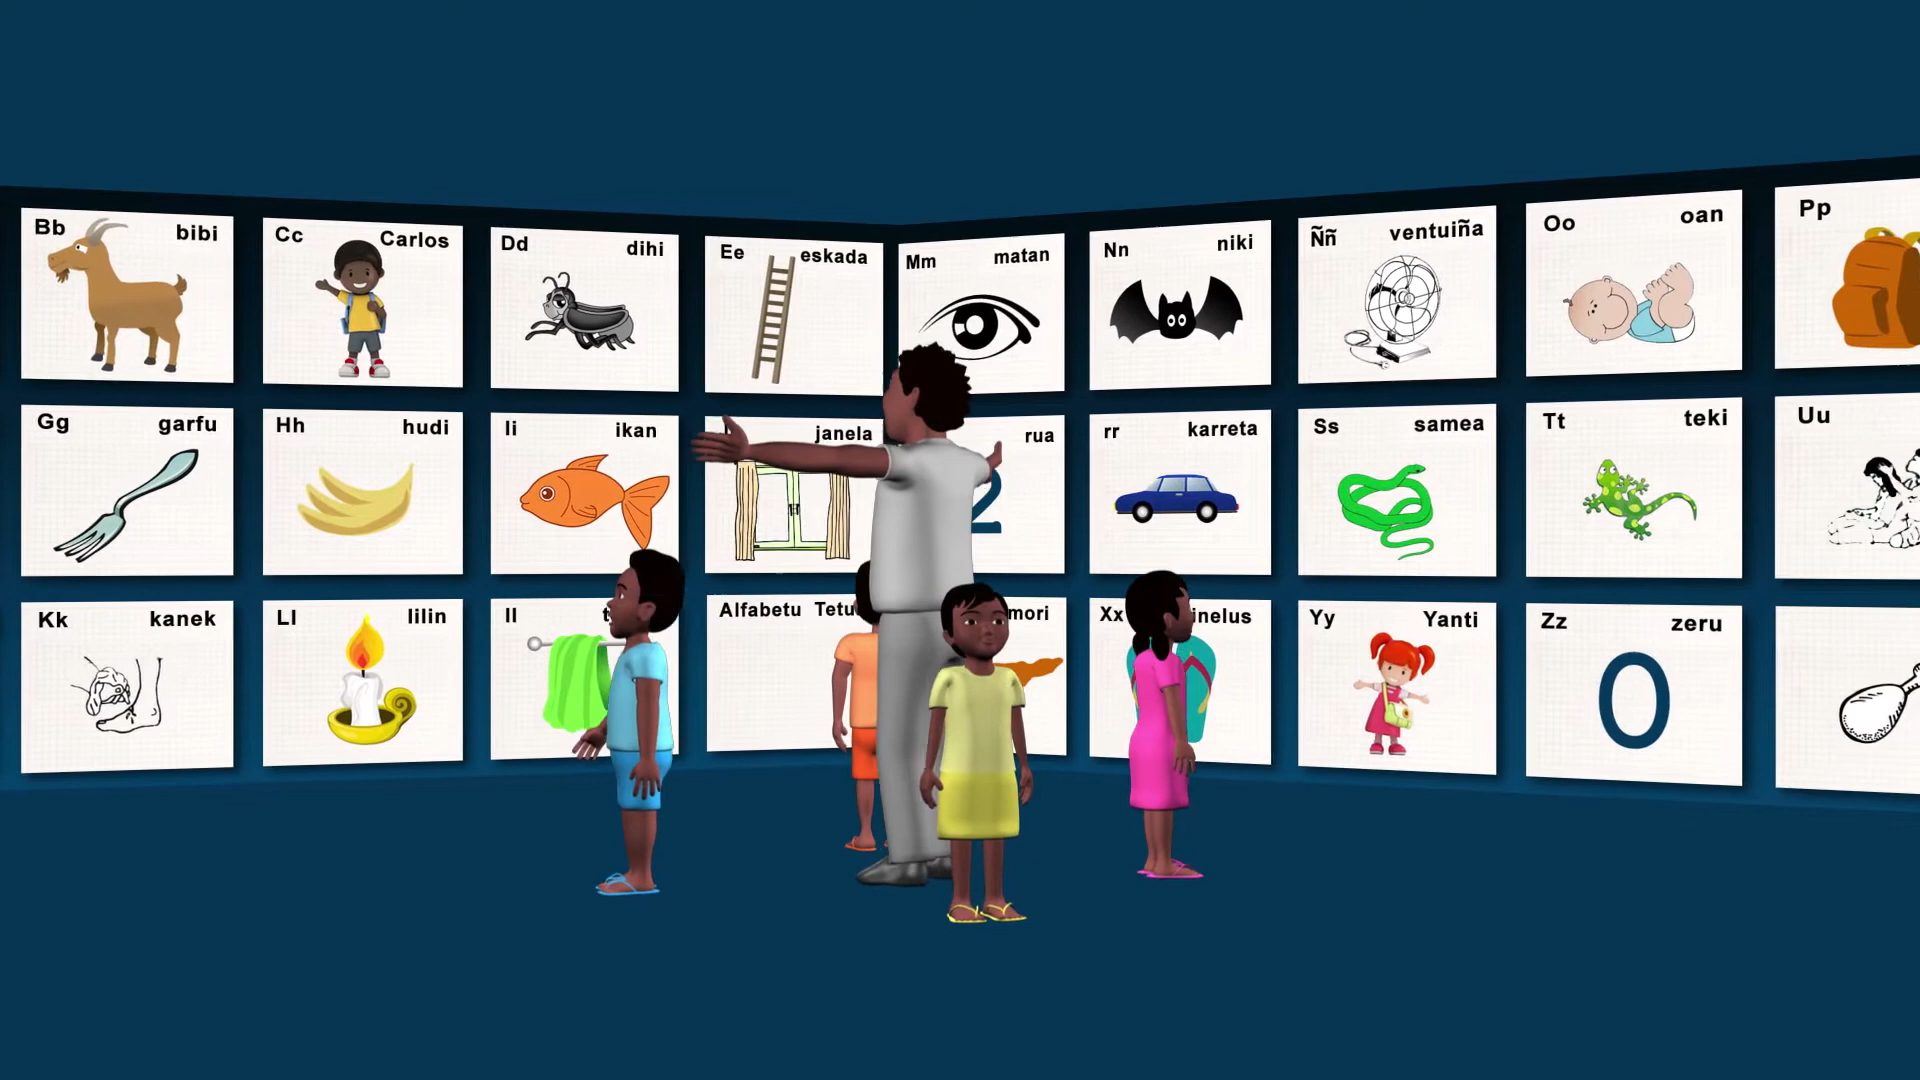 Bb bibi
Cc Carlos
Dd dihi
Ee eskada
Mm matan
Nn niki
Ññ ventuiña
Oo oan
Pp
Gg garfu
Hh hudi
Ii ikan
janela
rua
2
rr karreta
Ss samea
Tt teki
Uu
Kk kanek
Ll lilin
ll
Alfabetu
Xx
Yy Yanti
Zz zeru
0